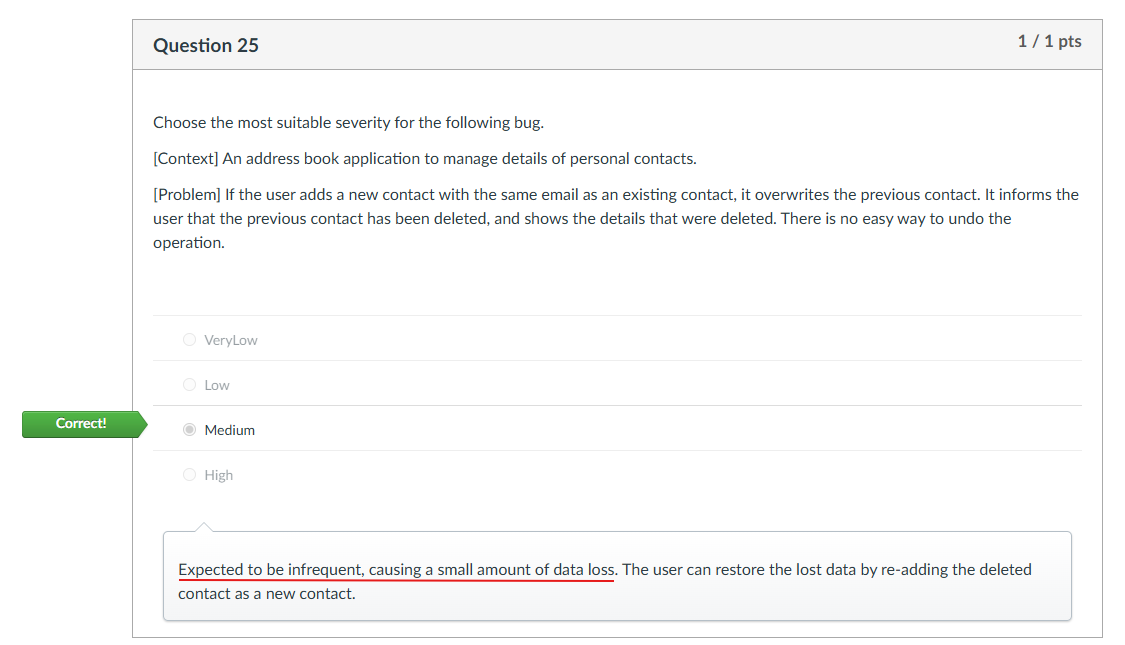 Question 25
1 / 1 pts
Choose the most suitable severity for the following bug.
[Context] An address book application to manage details of personal contacts.
[Problem] If the user adds a new contact with the same email as an existing contact, it overwrites the previous contact. It informs the
user that the previous contact has been deleted, and shows the details that were deleted. There is no easy way to undo the
operation.
VeryLow
Low
Correct!
Medium
High
Expected to be infrequent, causing a small amount of data loss. The user can restore the lost data by re-adding the deleted
contact as a new contact.